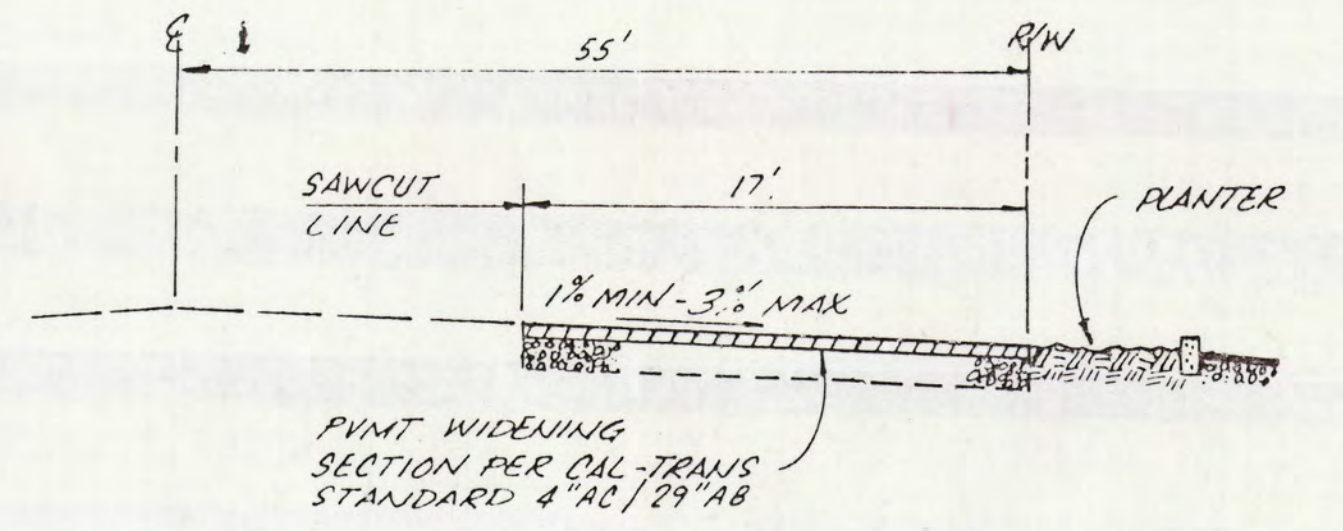 ℄
55'
R/W
SAWCUT
LINE
17'
PLANTER
1% MIN - 3% MAX
PVMT WIDENING
SECTION PER CAL-TRANS
STANDARD 4"AC/29"AB